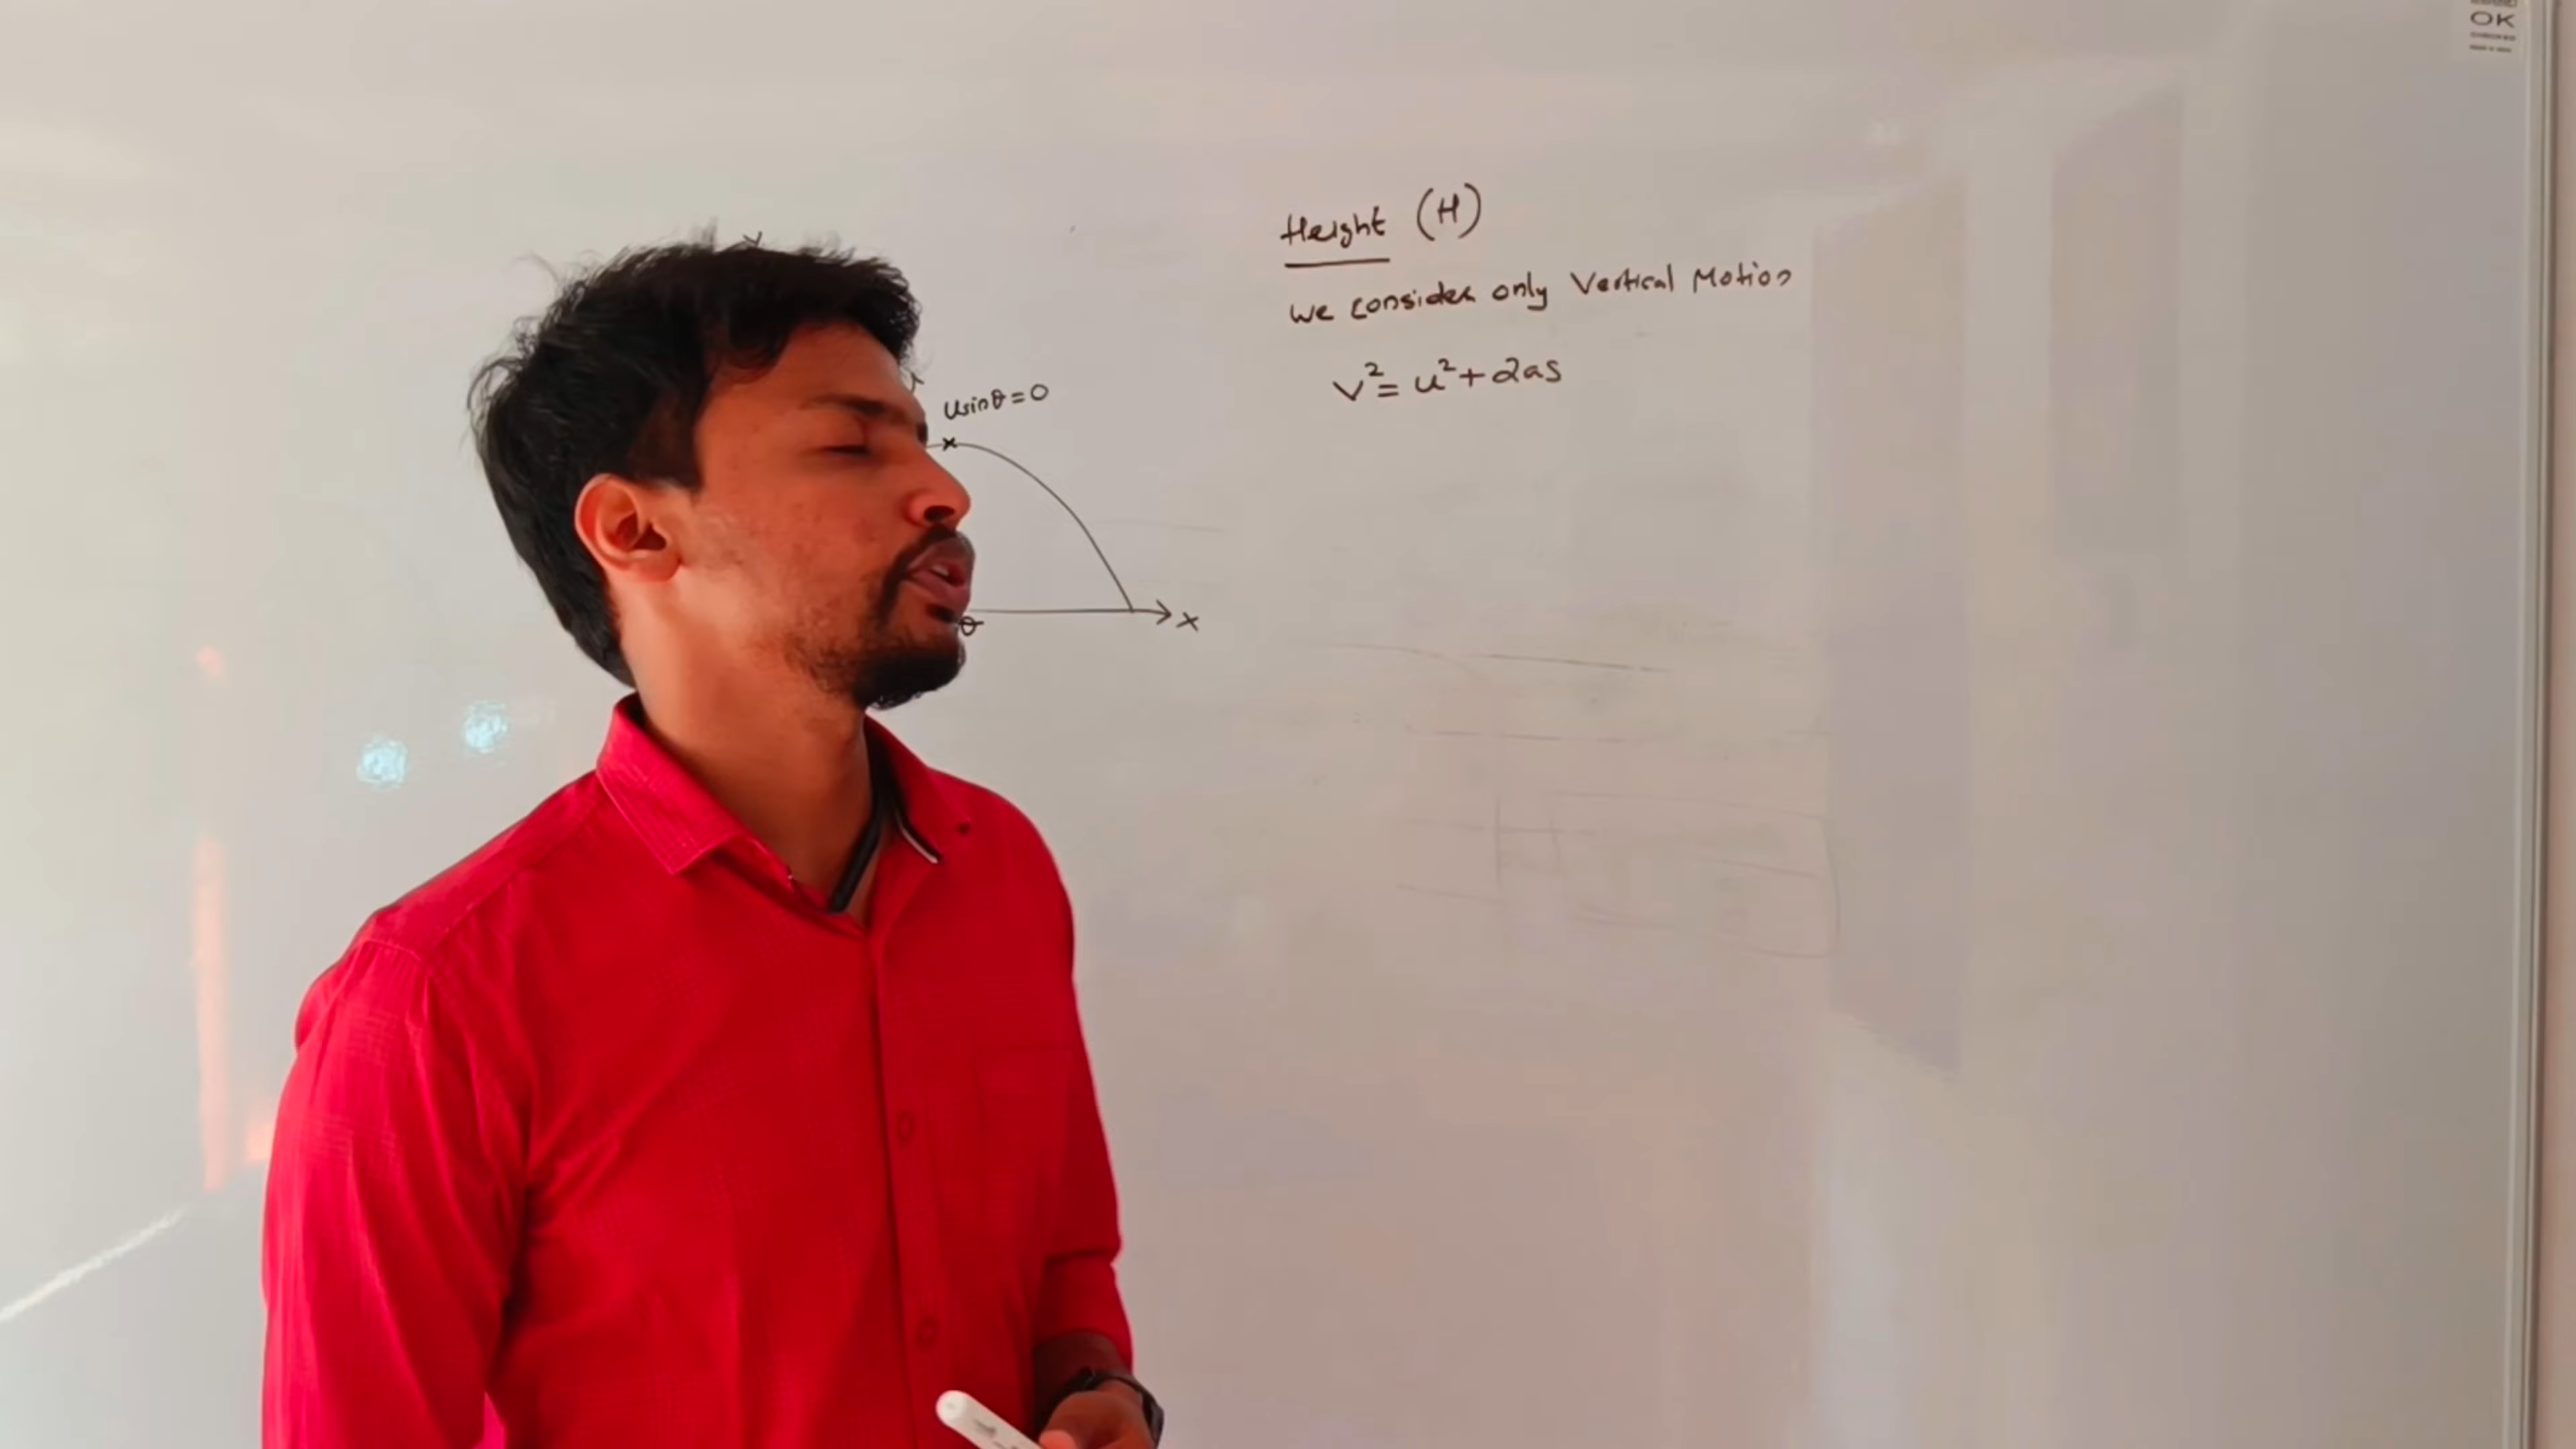 Height (H)
we consider only Vertical Motion
v²= u²+2as
usinθ=0
θ
x
OK